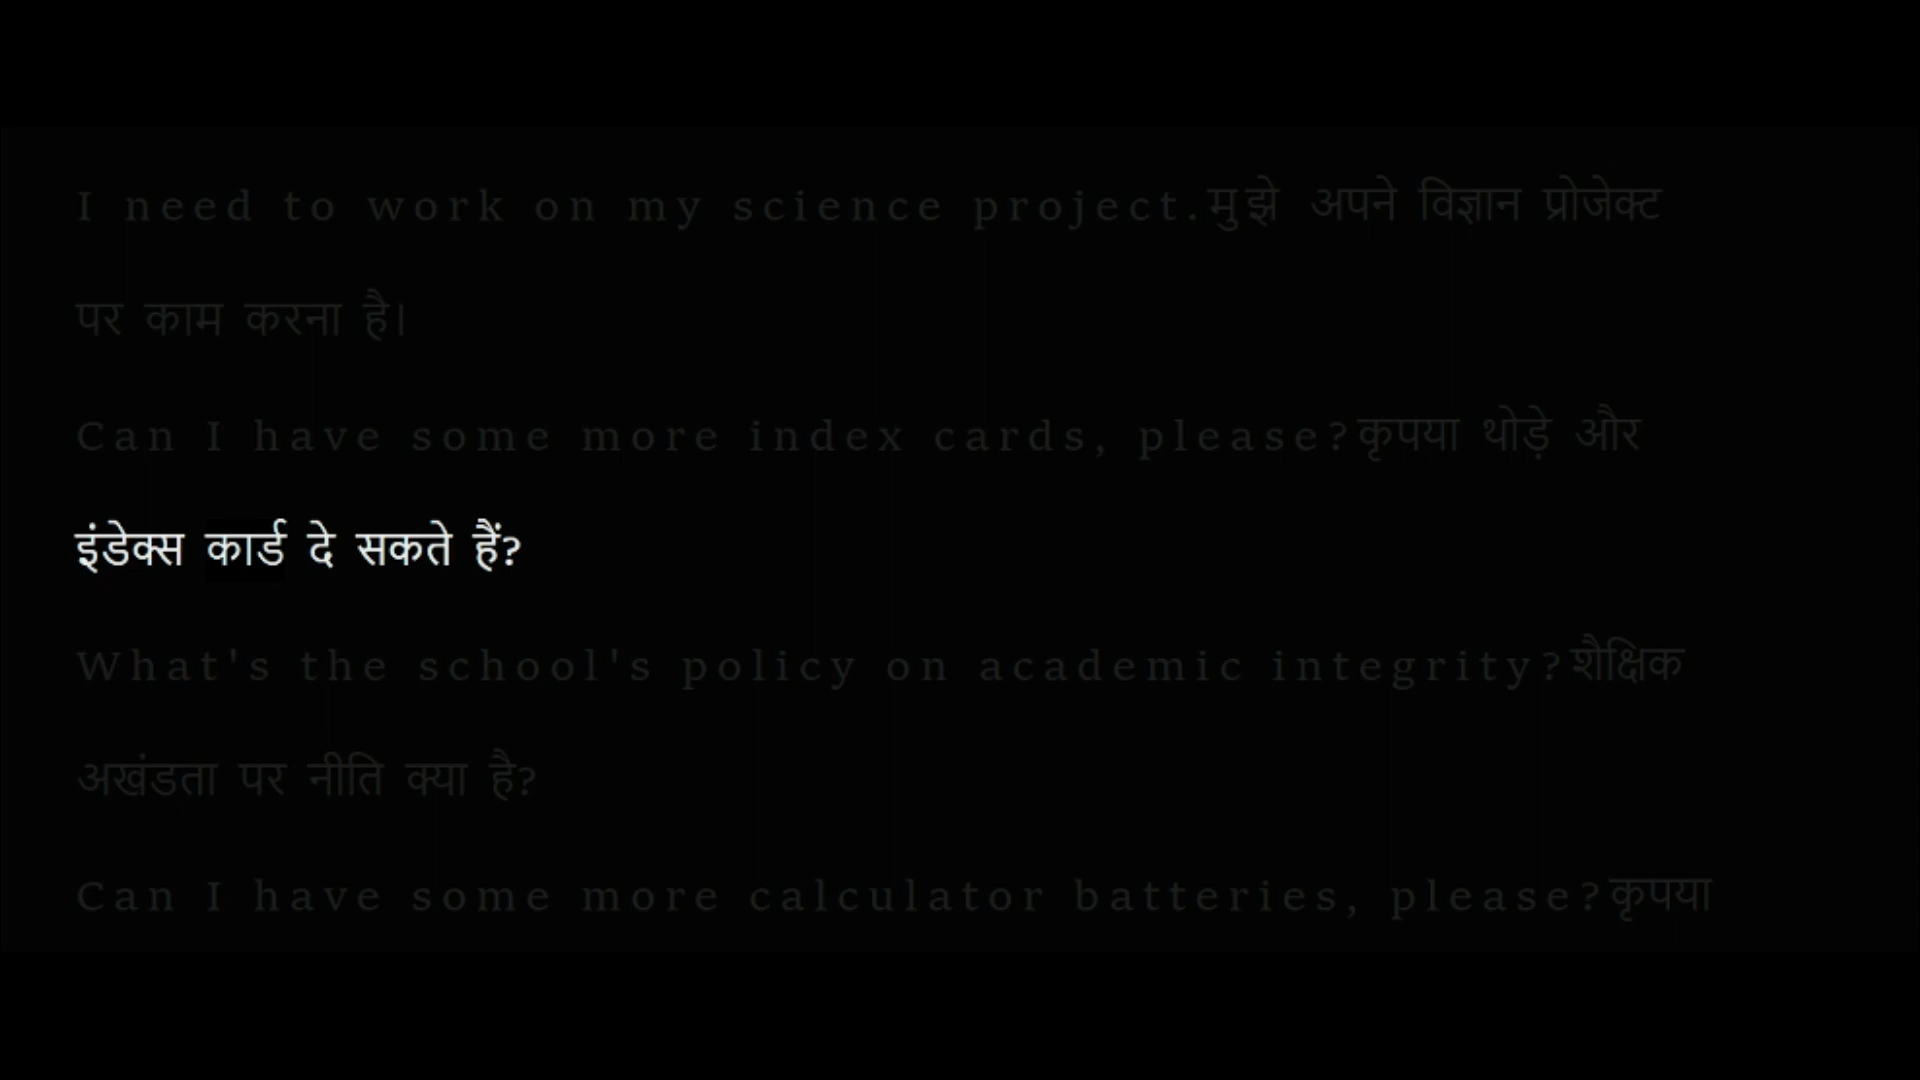 I need to work on my science project.मुझे अपने विज्ञान प्रोजेक्ट
पर काम करना है।
Can I have some more index cards, please?कृपया थोड़े और
इंडेक्स कार्ड दे सकते हैं?
What's the school's policy on academic integrity?शैक्षिक
अखंडता पर नीति क्या है?
Can I have some more calculator batteries, please?कृपया